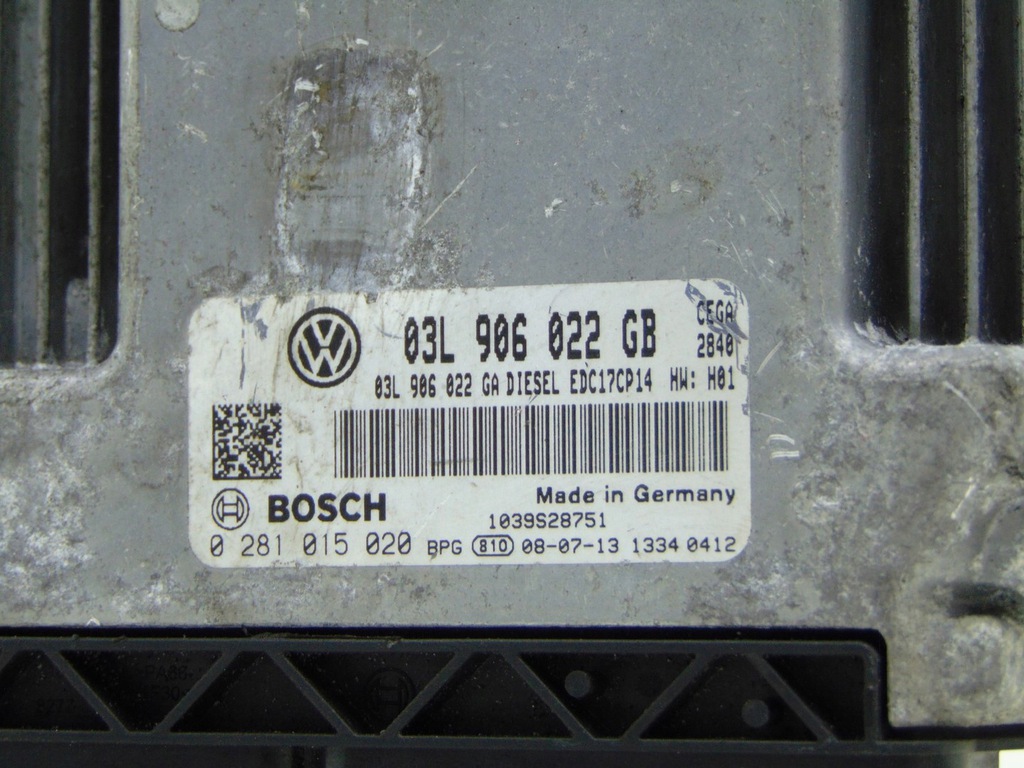 03L 906 022 GB CEGA
2840
03L 906 022 GA DIESEL EDC17CP14 HW: H01
BOSCH Made in Germany
1039S28751
0 281 015 020 BPG 810 08-07-13 1334 0412